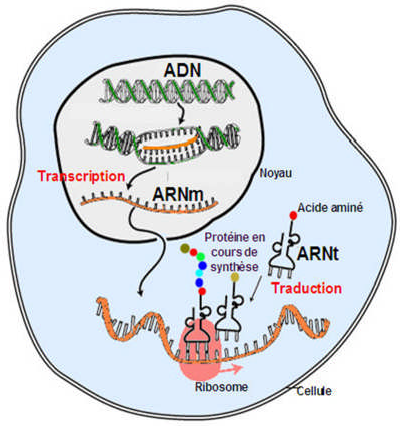 ADN
Transcription
Noyau
ARNm
Acide aminé
Protéine en
cours de
synthèse
ARNt
Traduction
Ribosome
Cellule